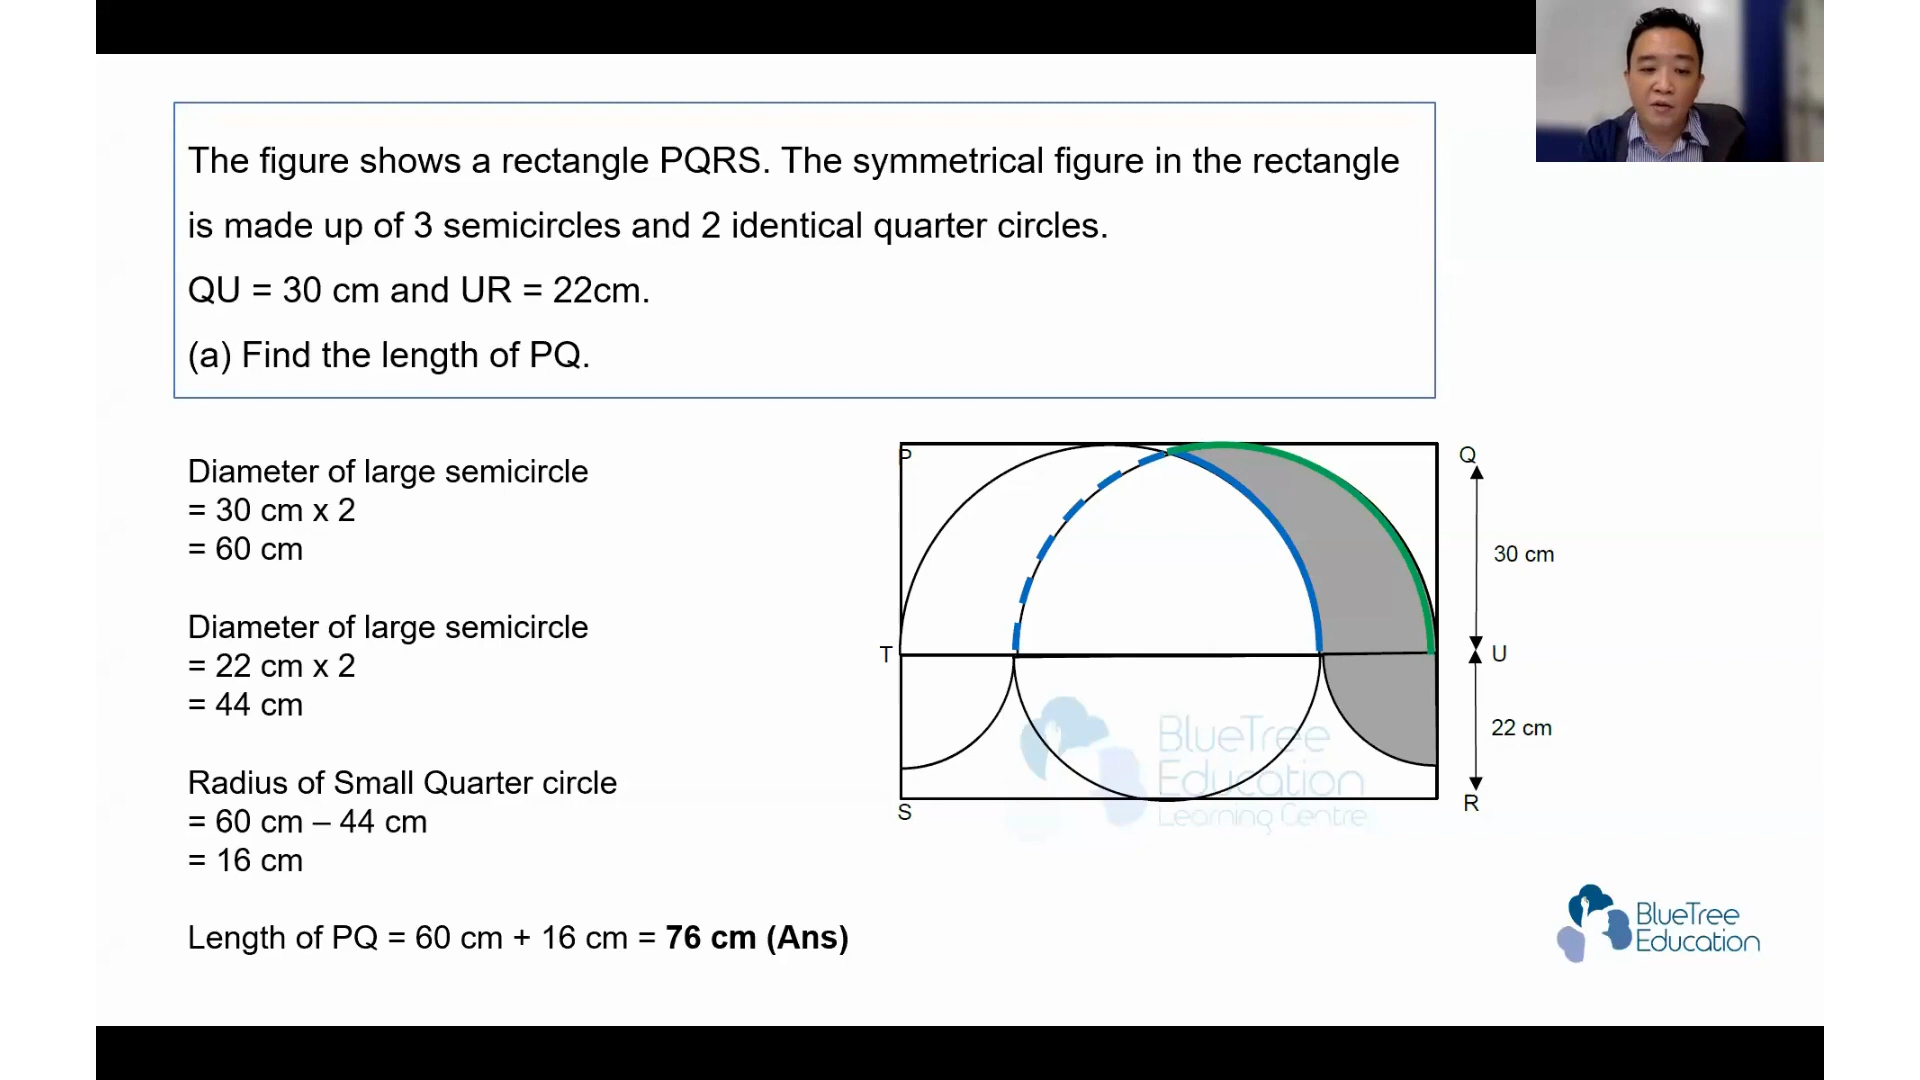 The figure shows a rectangle PQRS. The symmetrical figure in the rectangle
is made up of 3 semicircles and 2 identical quarter circles.
QU = 30 cm and UR = 22cm.
(a) Find the length of PQ.
Diameter of large semicircle
= 30 cm x 2
= 60 cm
Diameter of large semicircle
= 22 cm x 2
= 44 cm
Radius of Small Quarter circle
= 60 cm – 44 cm
= 16 cm
Length of PQ = 60 cm + 16 cm = 76 cm (Ans)
P
Q
30 cm
T
U
22 cm
S
R
BlueTree
Education
Learning Centre
BlueTree
Education